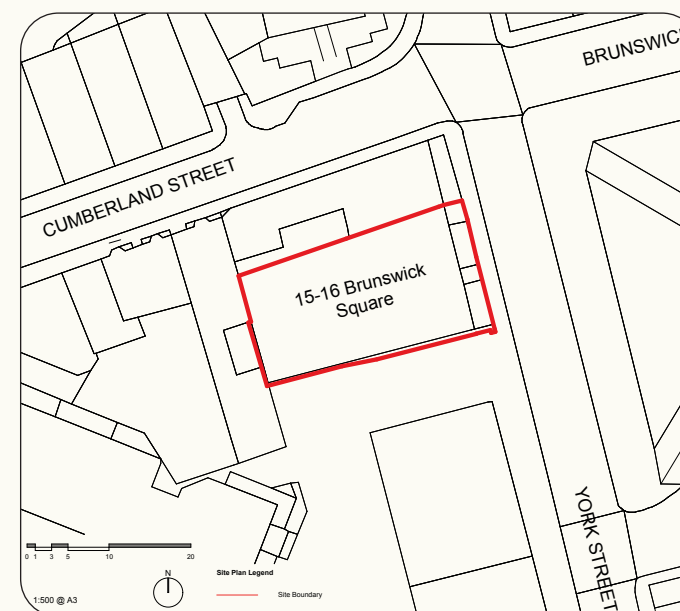 BRUNSWIC
CUMBERLAND STREET
15-16 Brunswick
Square
YORK STREET
0 1 3 5 10 20
1:500 @ A3
N
Site Plan Legend
Site Boundary